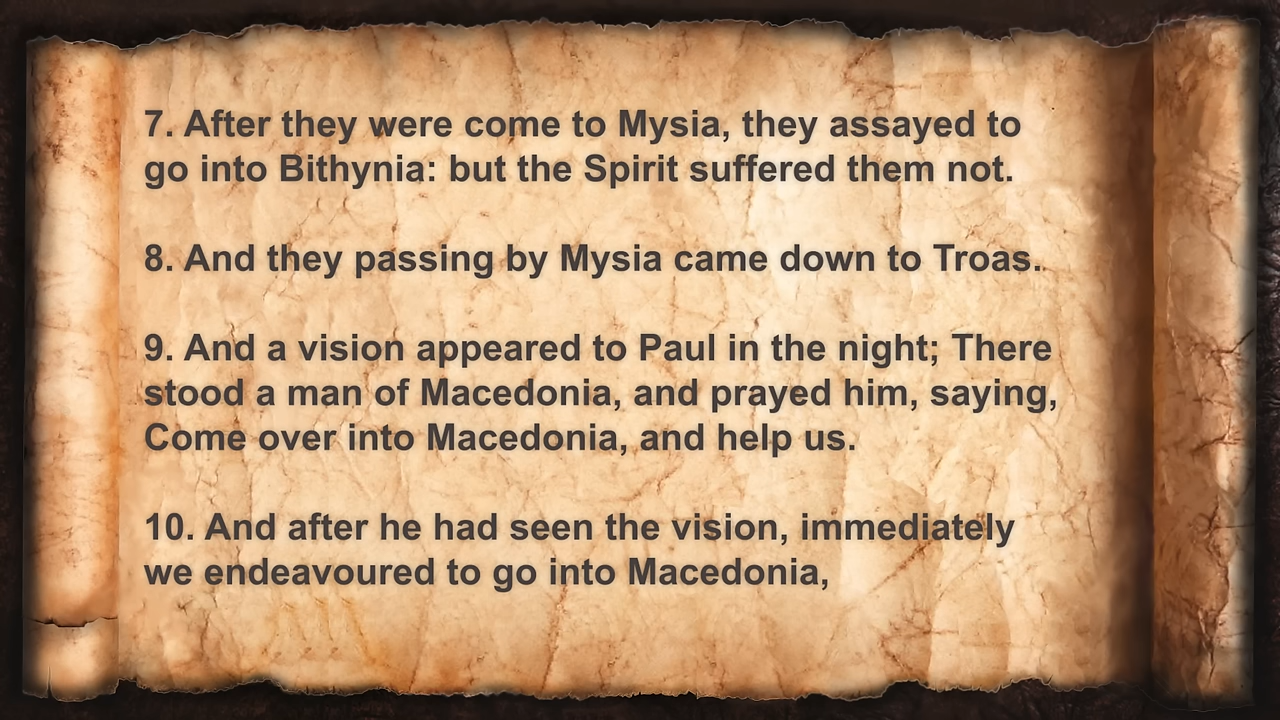 7. After they were come to Mysia, they assayed to
go into Bithynia: but the Spirit suffered them not.
8. And they passing by Mysia came down to Troas.
9. And a vision appeared to Paul in the night; There
stood a man of Macedonia, and prayed him, saying,
Come over into Macedonia, and help us.
10. And after he had seen the vision, immediately
we endeavoured to go into Macedonia,